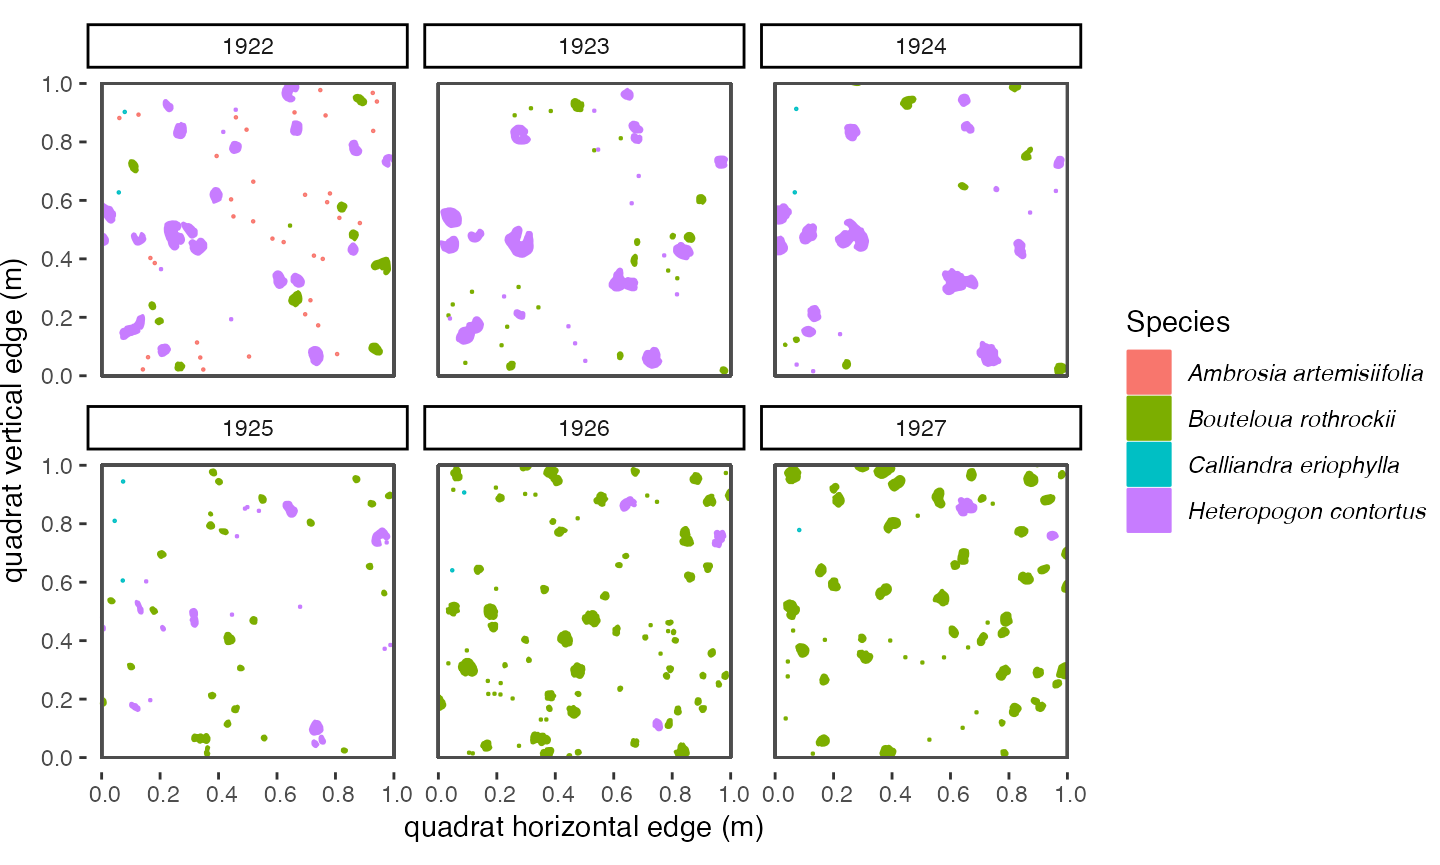 1922 1923 1924
1.0
0.8
0.6
0.4
0.2
0.0
1925 1926 1927
1.0
0.8
0.6
0.4
0.2
0.0
0.0 0.2 0.4 0.6 0.8 1.0 0.0 0.2 0.4 0.6 0.8 1.0 0.0 0.2 0.4 0.6 0.8 1.0
quadrat horizontal edge (m)
quadrat vertical edge (m)
Species
Ambrosia artemisiifolia
Bouteloua rothrockii
Calliandra eriophylla
Heteropogon contortus